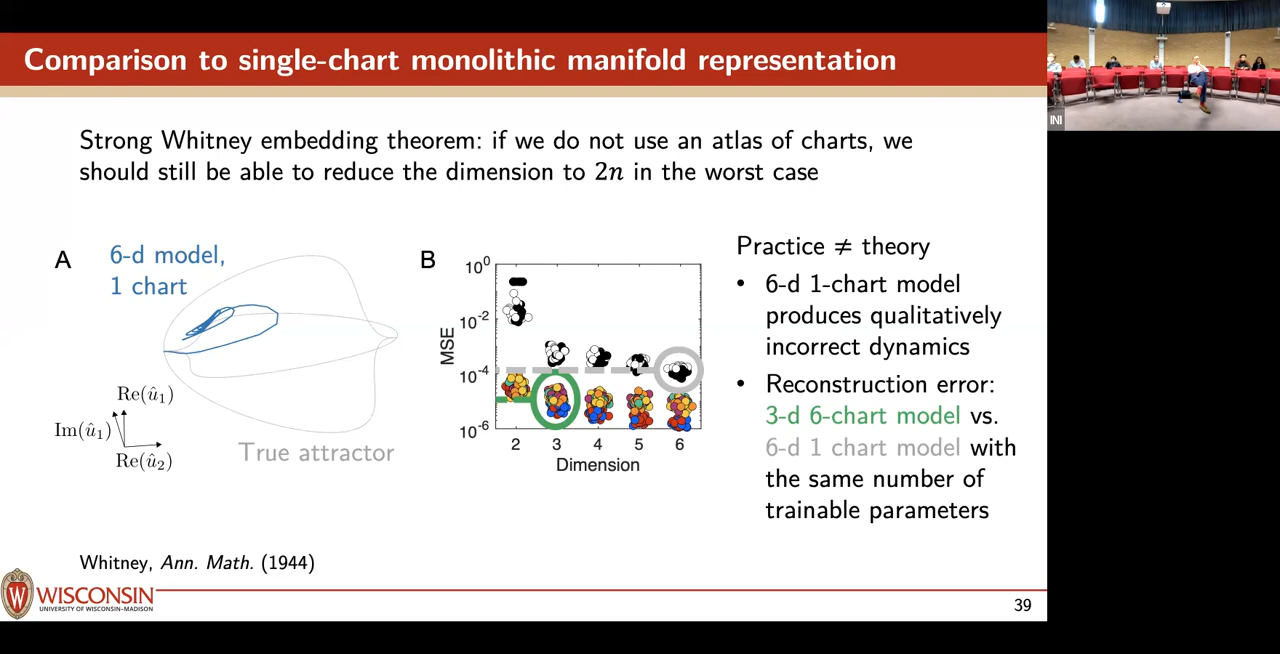 Comparison to single-chart monolithic manifold representation
Strong Whitney embedding theorem: if we do not use an atlas of charts, we
should still be able to reduce the dimension to 2n in the worst case
A
6-d model,
1 chart
Re(û₁)
Im(û₁)
Re(û₂)
True attractor
B
10⁰
10⁻²
10⁻⁴
10⁻⁶
MSE
2 3 4 5 6
Dimension
Practice ≠ theory
• 6-d 1-chart model
produces qualitatively
incorrect dynamics
• Reconstruction error:
3-d 6-chart model vs.
6-d 1 chart model with
the same number of
trainable parameters
Whitney, Ann. Math. (1944)
W
WISCONSIN
UNIVERSITY OF WISCONSIN–MADISON
39
INI